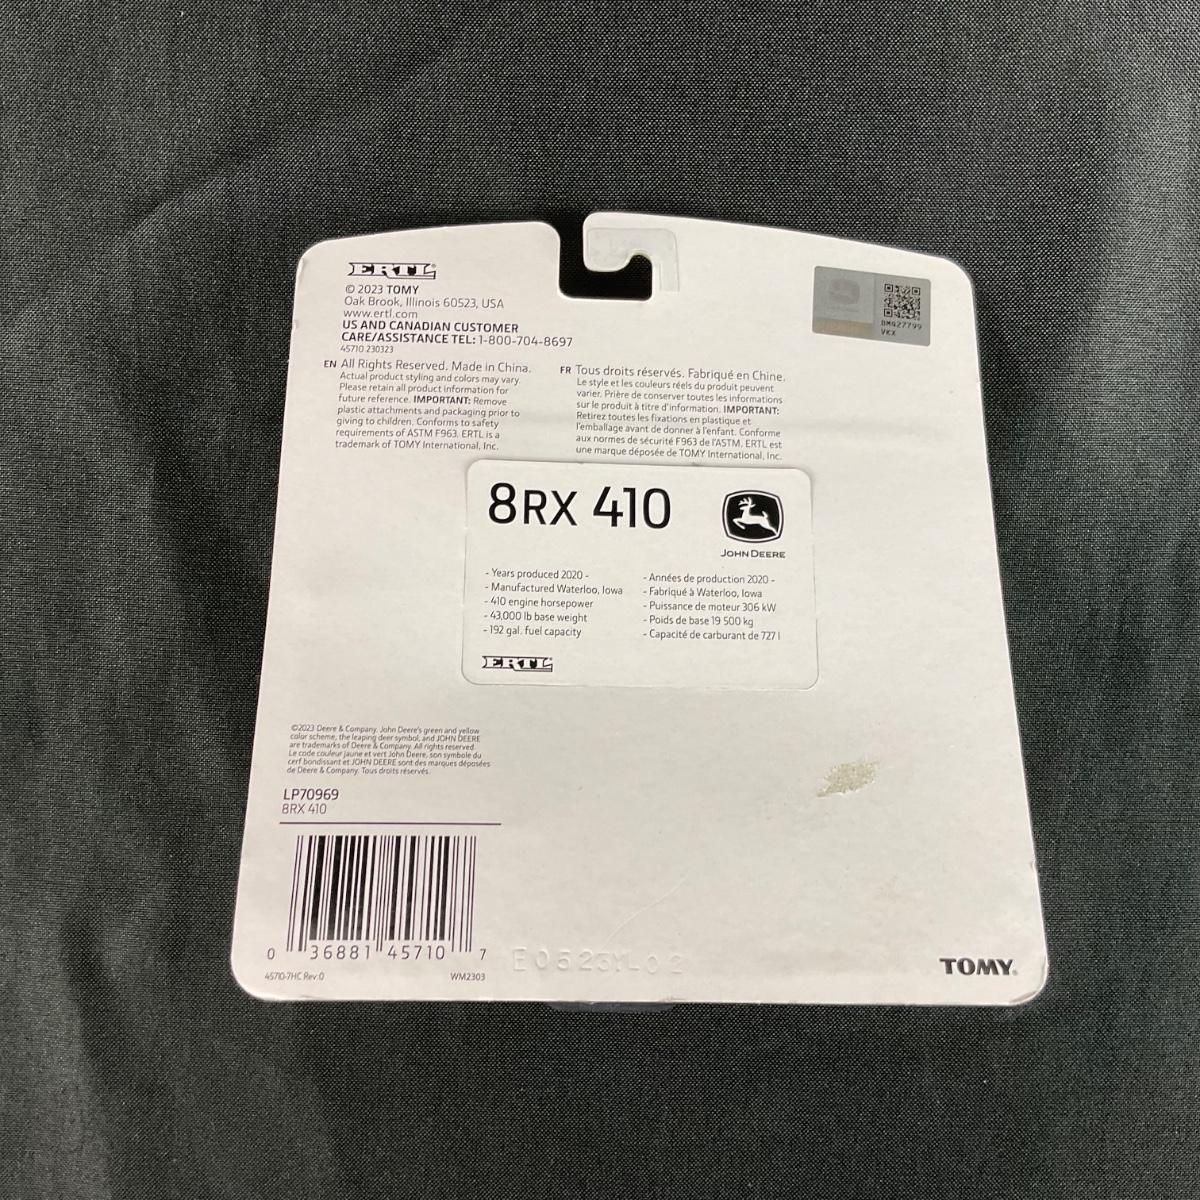 ERTL®
© 2023 TOMY
Oak Brook, Illinois 60523, USA
www.ertl.com
US AND CANADIAN CUSTOMER
CARE/ASSISTANCE TEL: 1-800-704-8697
45710 230323
EN All Rights Reserved. Made in China.
Actual product styling and colors may vary.
Please retain all product information for
future reference. IMPORTANT: Remove
plastic attachments and packaging prior to
giving to children. Conforms to safety
requirements of ASTM F963. ERTL is a
trademark of TOMY International, Inc.
FR Tous droits réservés. Fabriqué en Chine.
Le style et les couleurs réels du produit peuvent
varier. Prière de conserver toutes les informations
sur le produit à titre d'information. IMPORTANT:
Retirez toutes les fixations en plastique et
l'emballage avant de donner à l'enfant. Conforme
aux normes de sécurité F963 de l'ASTM. ERTL est
une marque déposée de TOMY International, Inc.
BMQ27799
VKX
8RX 410
JOHN DEERE
- Years produced 2020 -
- Manufactured Waterloo, Iowa
- 410 engine horsepower
- 43,000 lb base weight
- 192 gal. fuel capacity
- Années de production 2020 -
- Fabriqué à Waterloo, Iowa
- Puissance de moteur 306 kW
- Poids de base 19 500 kg
- Capacité de carburant de 727 l
ERTL®
©2023 Deere & Company. John Deere's green and yellow
color scheme, the leaping deer symbol, and JOHN DEERE
are trademarks of Deere & Company. All rights reserved.
Le code couleur jaune et vert John Deere, son symbole du
cerf bondissant et JOHN DEERE sont des marques déposées
de Deere & Company. Tous droits réservés.
LP70969
8RX 410
0 36881 45710 7
45710-7HC Rev:0 WM2303
E0523YL02
TOMY®